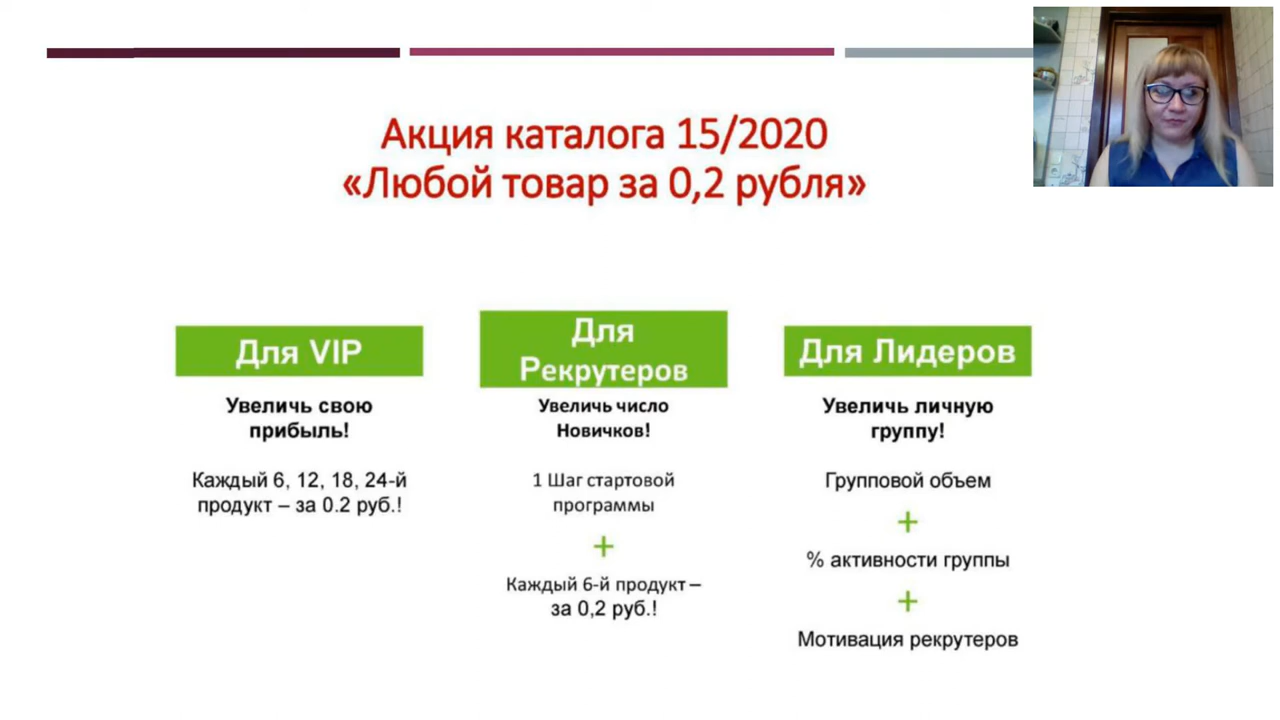 Акция каталога 15/2020
«Любой товар за 0,2 рубля»
Для VIP
Увеличь свою
прибыль!
Каждый 6, 12, 18, 24-й
продукт – за 0.2 руб.!
Для
Рекрутеров
Увеличь число
Новичков!
1 Шаг стартовой
программы
+
Каждый 6-й продукт –
за 0,2 руб.!
Для Лидеров
Увеличь личную
группу!
Групповой объем
+
% активности группы
+
Мотивация рекрутеров